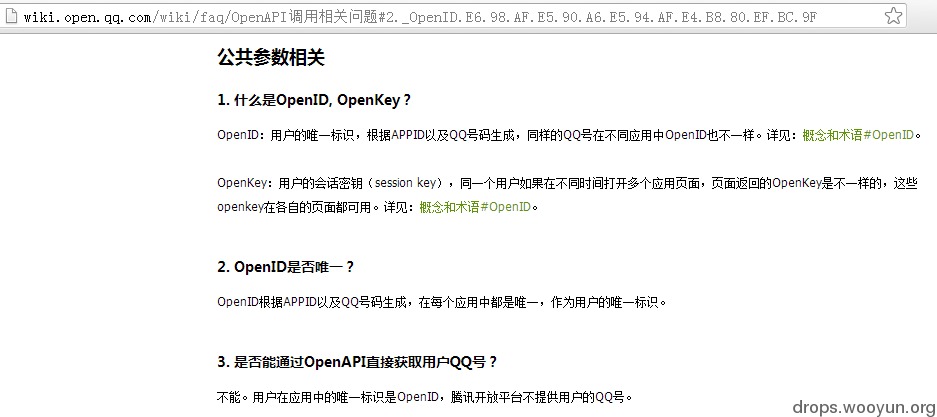 wiki.open.qq.com/wiki/faq/OpenAPI调用相关问题#2._OpenID.E6.98.AF.E5.90.A6.E5.94.AF.E4.B8.80.EF.BC.9F
公共参数相关
1. 什么是OpenID, OpenKey？
OpenID：用户的唯一标识，根据APPID以及QQ号码生成，同样的QQ号在不同应用中OpenID也不一样。详见：概念和术语#OpenID。
OpenKey：用户的会话密钥（session key），同一个用户如果在不同时间打开多个应用页面，页面返回的OpenKey是不一样的，这些
openkey在各自的页面都可用。详见：概念和术语#OpenID。
2. OpenID是否唯一？
OpenID根据APPID以及QQ号码生成，在每个应用中都是唯一，作为用户的唯一标识。
3. 是否能通过OpenAPI直接获取用户QQ号？
不能。用户在应用中的唯一标识是OpenID，腾讯开放平台不提供用户的QQ号。
drops.wooyun.org